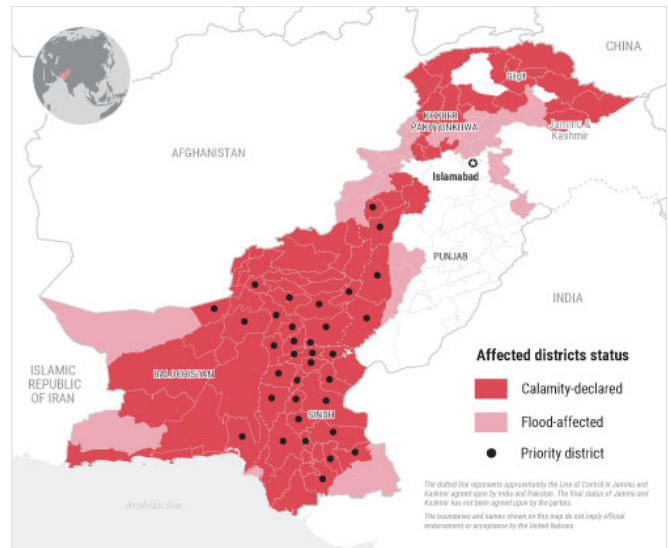 CHINA
Gilgit
KHYBER
PAKHTUNKHWA
Jammu &
Kashmir
AFGHANISTAN
Islamabad
PUNJAB
INDIA
ISLAMIC
REPUBLIC
OF IRAN
BALOCHISTAN
SINDH
Arabian Sea
Affected districts status
Calamity-declared
Flood-affected
Priority district
The dotted line represents approximately the Line of Control in Jammu and
Kashmir agreed upon by India and Pakistan. The final status of Jammu and
Kashmir has not been agreed upon by the parties.
The boundaries and names shown on this map do not imply official
endorsement or acceptance by the United Nations.